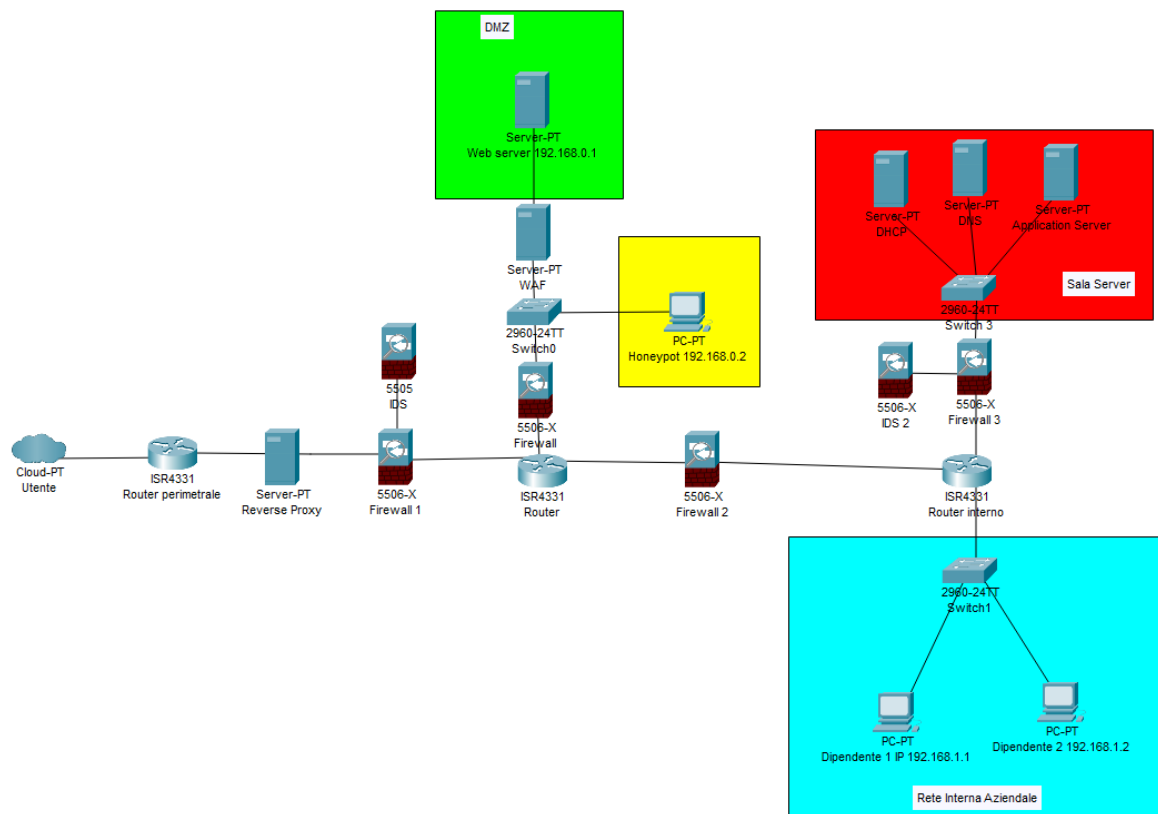 DMZ
Server-PT
Web server 192.168.0.1
Server-PT
WAF
2960-24TT
Switch0
PC-PT
Honeypot 192.168.0.2
Server-PT
DHCP
Server-PT
DNS
Server-PT
Application Server
Sala Server
2960-24TT
Switch 3
5505
IDS
5506-X
Firewall
5506-X
IDS 2
5506-X
Firewall 3
Cloud-PT
Utente
ISR4331
Router perimetrale
Server-PT
Reverse Proxy
5506-X
Firewall 1
ISR4331
Router
5506-X
Firewall 2
ISR4331
Router interno
2960-24TT
Switch1
PC-PT
Dipendente 1 IP 192.168.1.1
PC-PT
Dipendente 2 192.168.1.2
Rete Interna Aziendale